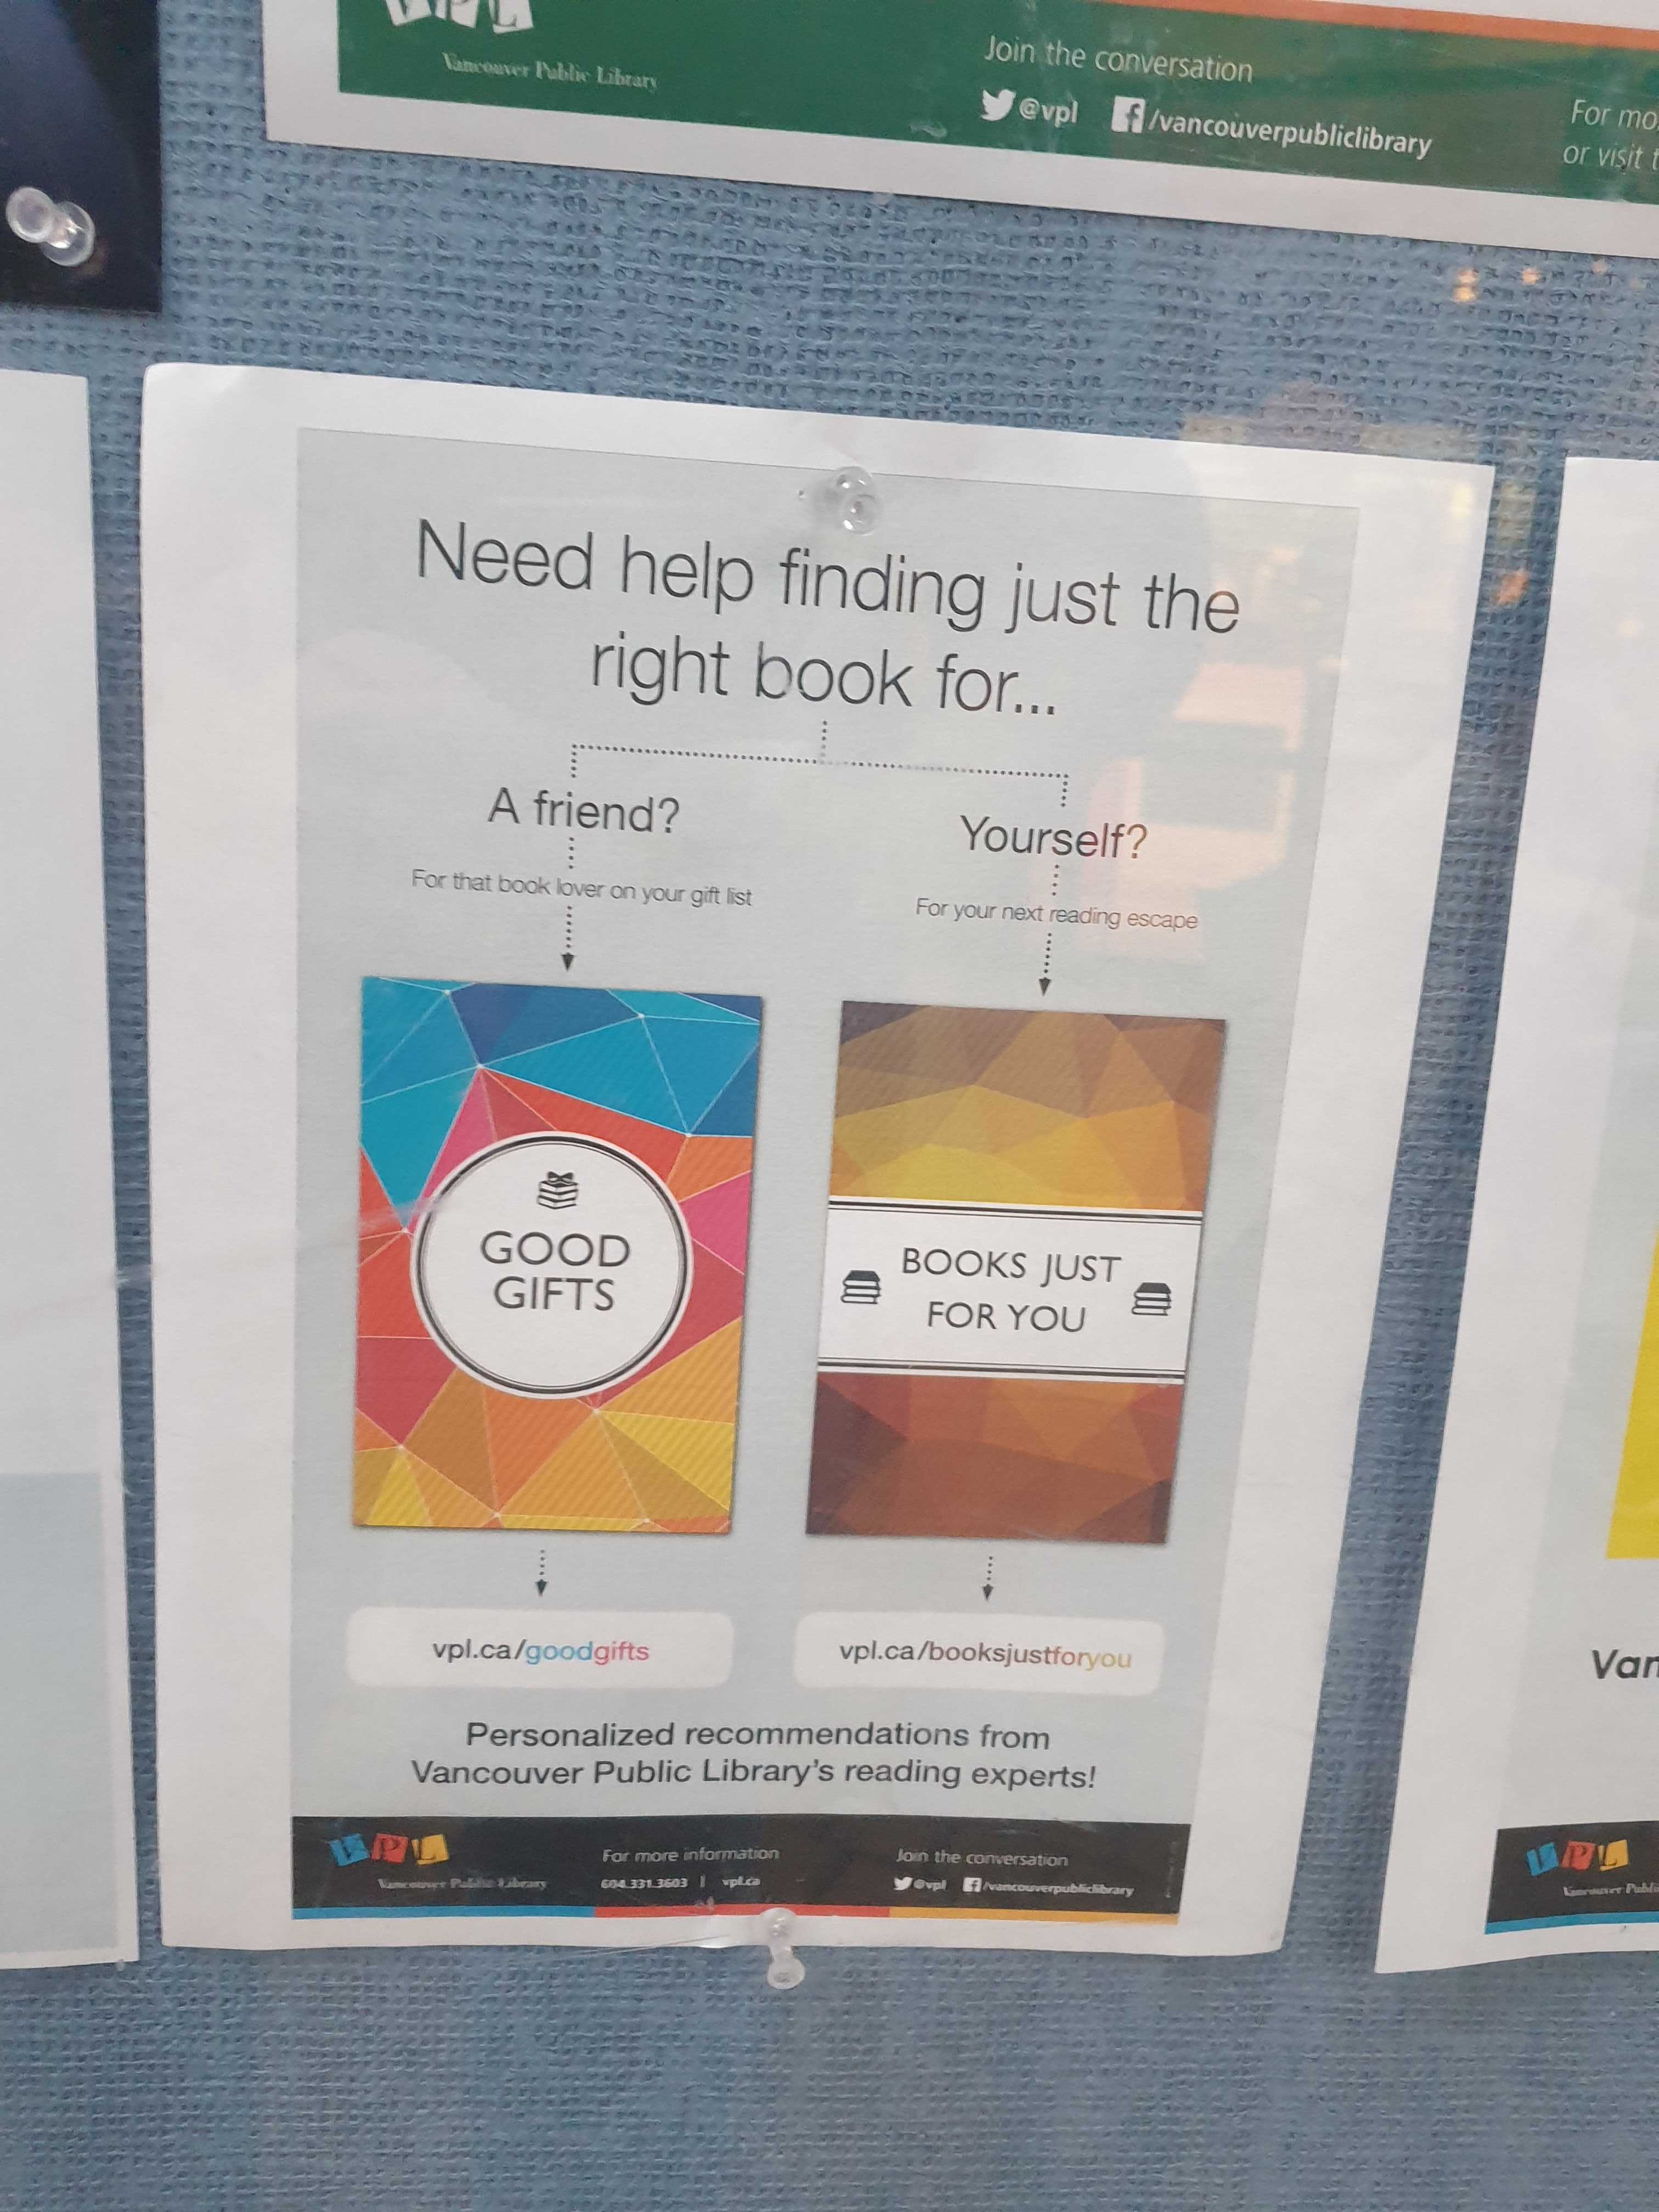 VPL
Vancouver Public Library
Join the conversation
@vpl /vancouverpubliclibrary
For mo
or visit t
Need help finding just the
right book for...
A friend?
For that book lover on your gift list
Yourself?
For your next reading escape
GOOD
GIFTS
BOOKS JUST
FOR YOU
vpl.ca/goodgifts
vpl.ca/booksjustforyou
Personalized recommendations from
Vancouver Public Library's reading experts!
VPL
Vancouver Public Library
For more information
604.331.3603 | vpl.ca
Join the conversation
@vpl f/vancouverpubliclibrary
Van
VPL
Vancouver Publi